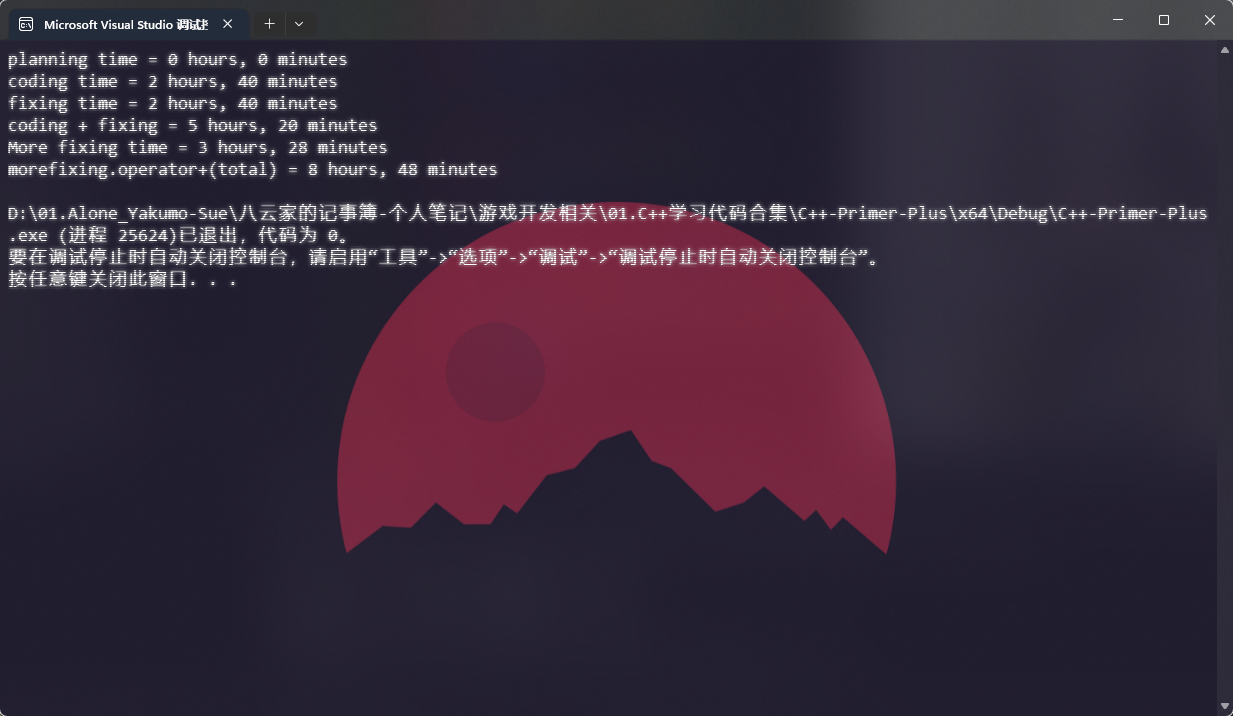 Microsoft Visual Studio 调试
planning time = 0 hours, 0 minutes
coding time = 2 hours, 40 minutes
fixing time = 2 hours, 40 minutes
coding + fixing = 5 hours, 20 minutes
More fixing time = 3 hours, 28 minutes
morefixing.operator+(total) = 8 hours, 48 minutes
D:\01.Alone_Yakumo-Sue\八云家的记事簿-个人笔记\游戏开发相关\01.C++学习代码合集\C++-Primer-Plus\x64\Debug\C++-Primer-Plus
.exe (进程 25624)已退出，代码为 0。
要在调试停止时自动关闭控制台，请启用“工具”->“选项”->“调试”->“调试停止时自动关闭控制台”。
按任意键关闭此窗口. . .